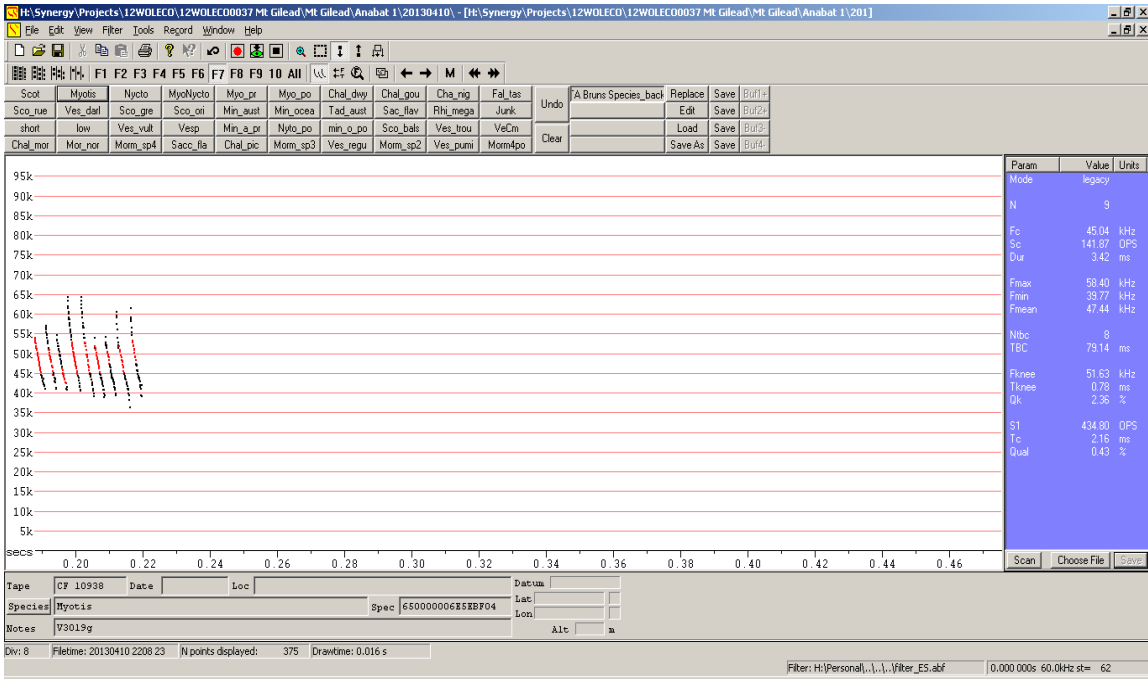 H:\Synergy\Projects\12WOLECO\12WOLECO00037 Mt Gilead\Mt Gilead\Anabat 1\20130410\ - [H:\Synergy\Projects\12WOLECO\12WOLECO00037 Mt Gilead\Mt Gilead\Anabat 1\201]
File Edit View Filter Tools Record Window Help
F1 F2 F3 F4 F5 F6 F7 F8 F9 10 All M
Scot Myotis Nycto MyoNycto Myo_pr Myo_po Chal_dwy Chal_gou Cha_nig Fal_tas Undo A Bruns Species_back Replace Save Buf1+
Sco_rue Ves_darl Sco_gre Sco_ori Min_aust Min_ocea Tad_aust Sac_flav Rhi_mega Junk Edit Save Buf2+
short low Ves_vult Vesp Min_a_pr Nyto_po min_o_po Sco_bals Ves_trou VeCm Clear Load Save Buf3-
Chal_mor Mor_nor Morm_sp4 Sacc_fla Chal_pic Morm_sp3 Ves_regu Morm_sp2 Ves_pumi Morm4po Save As Save Buf4-
95k
90k
85k
80k
75k
70k
65k
60k
55k
50k
45k
40k
35k
30k
25k
20k
15k
10k
5k
secs
0.20 0.22 0.24 0.26 0.28 0.30 0.32 0.34 0.36 0.38 0.40 0.42 0.44 0.46
Param Value Units
Mode legacy
N 9
Fc 45.04 kHz
Sc 141.87 OPS
Dur 3.42 ms
Fmax 58.40 kHz
Fmin 39.77 kHz
Fmean 47.44 kHz
Ntbc 8
TBC 79.14 ms
Fknee 51.63 kHz
Tknee 0.78 ms
Qk 2.36 %
S1 434.80 OPS
Tc 2.16 ms
Qual 0.43 %
Scan Choose File Save
Tape CF 10938 Date Loc Datum
Species Myotis Spec 650000006E5EBF04 Lat
Lon
Notes V3019g Alt m
Div: 8 Filetime: 20130410 2208 23 N points displayed: 375 Drawtime: 0.016 s
Filter: H:\Personal\..\..\..\filter_ES.abf 0.000 000s 60.0kHz st= 62